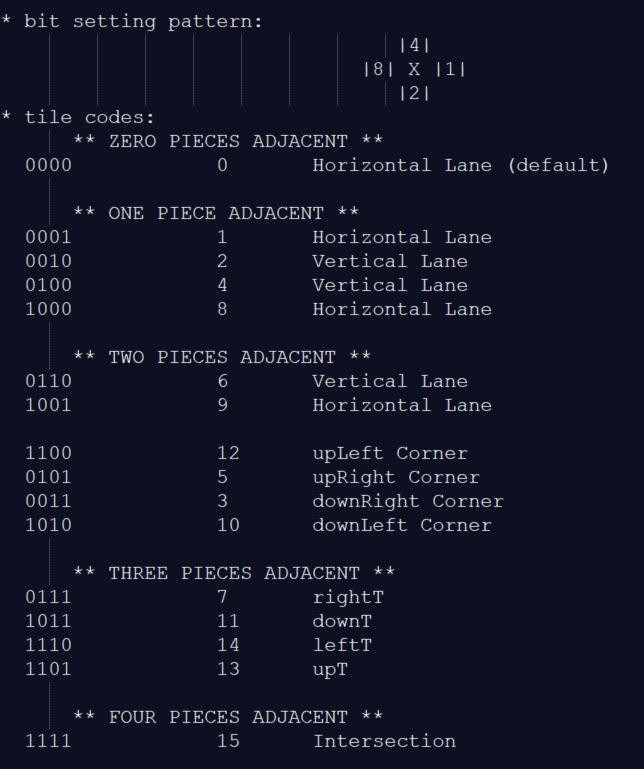 * bit setting pattern:
|4|
|8| X |1|
|2|
* tile codes:
** ZERO PIECES ADJACENT **
0000 0 Horizontal Lane (default)
** ONE PIECE ADJACENT **
0001 1 Horizontal Lane
0010 2 Vertical Lane
0100 4 Vertical Lane
1000 8 Horizontal Lane
** TWO PIECES ADJACENT **
0110 6 Vertical Lane
1001 9 Horizontal Lane
1100 12 upLeft Corner
0101 5 upRight Corner
0011 3 downRight Corner
1010 10 downLeft Corner
** THREE PIECES ADJACENT **
0111 7 rightT
1011 11 downT
1110 14 leftT
1101 13 upT
** FOUR PIECES ADJACENT **
1111 15 Intersection